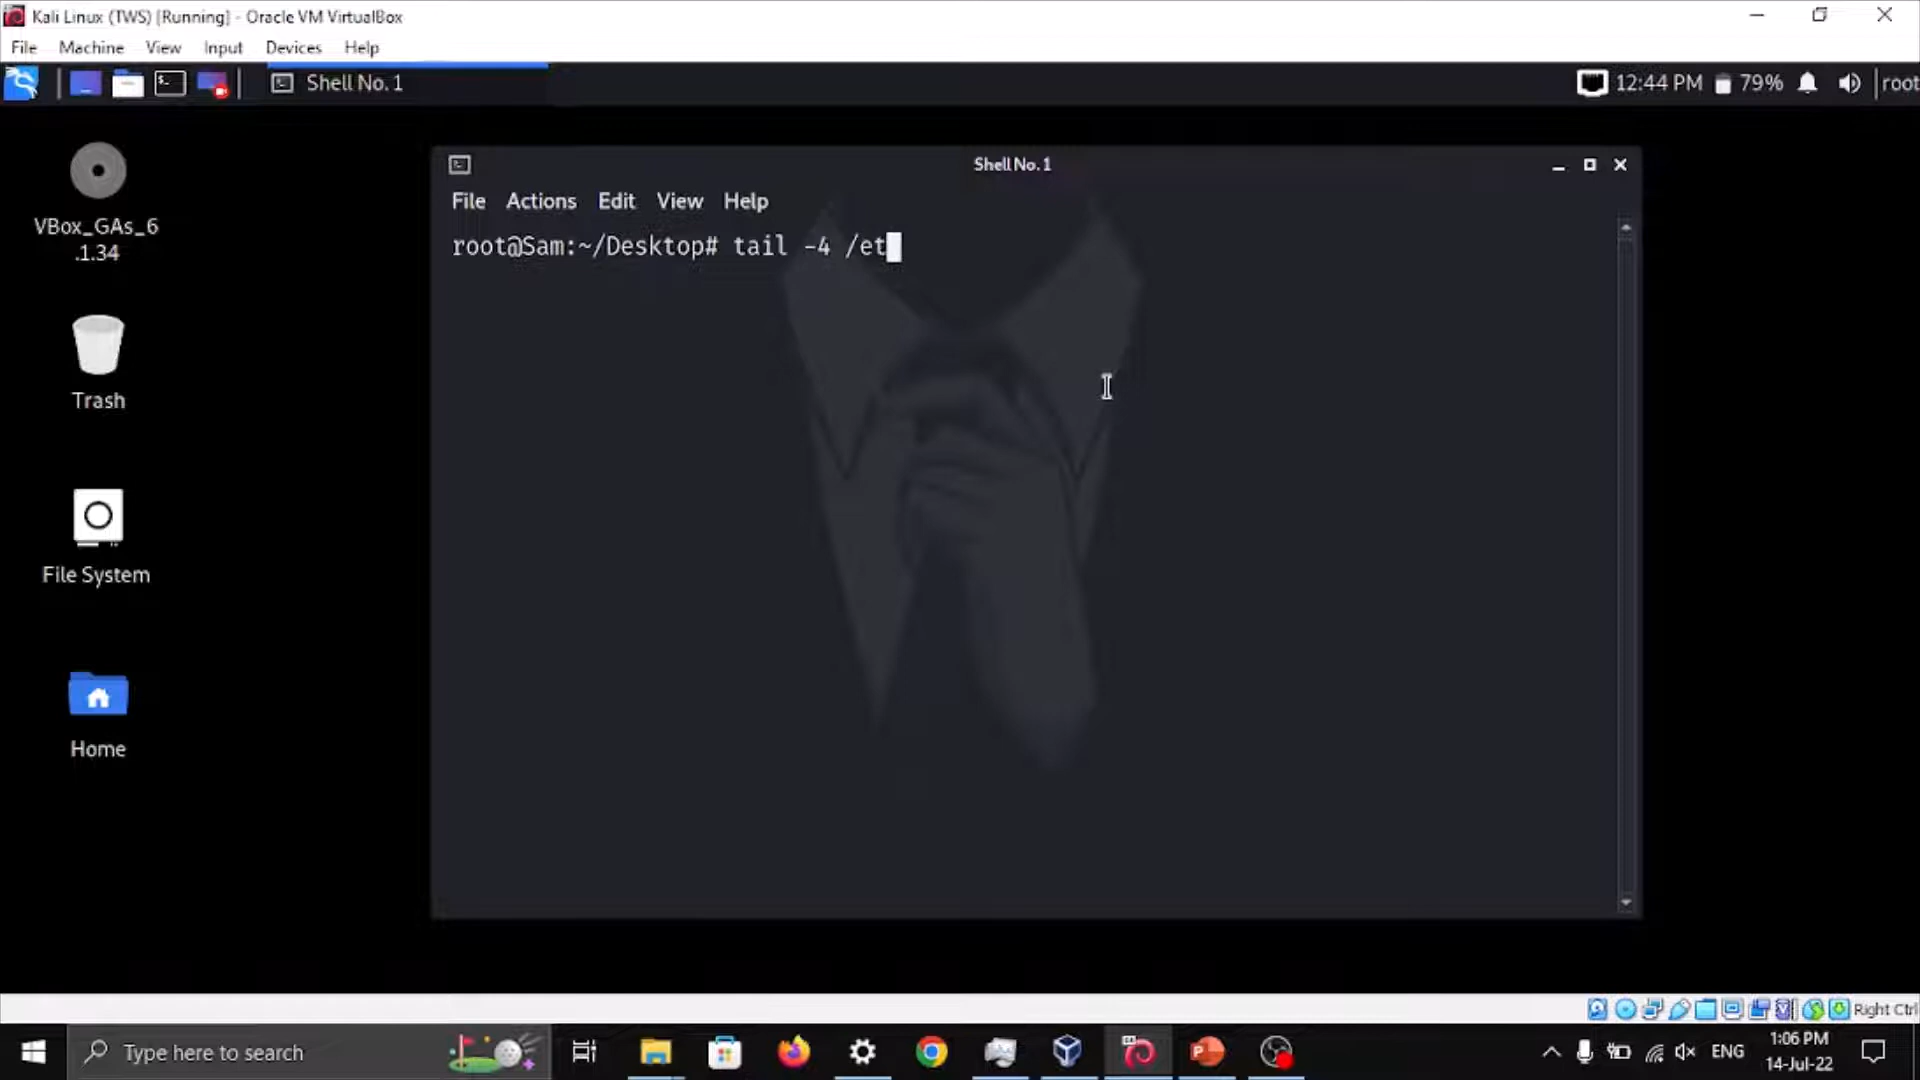 Kali Linux (TWS) [Running] - Oracle VM VirtualBox
File Machine View Input Devices Help
Shell No. 1
12:44 PM 79% root
Shell No. 1
File Actions Edit View Help
root@Sam:~/Desktop# tail -4 /et
VBox_GAs_6
.1.34
Trash
File System
Home
Right Ctrl
Type here to search
ENG
1:06 PM
14-Jul-22